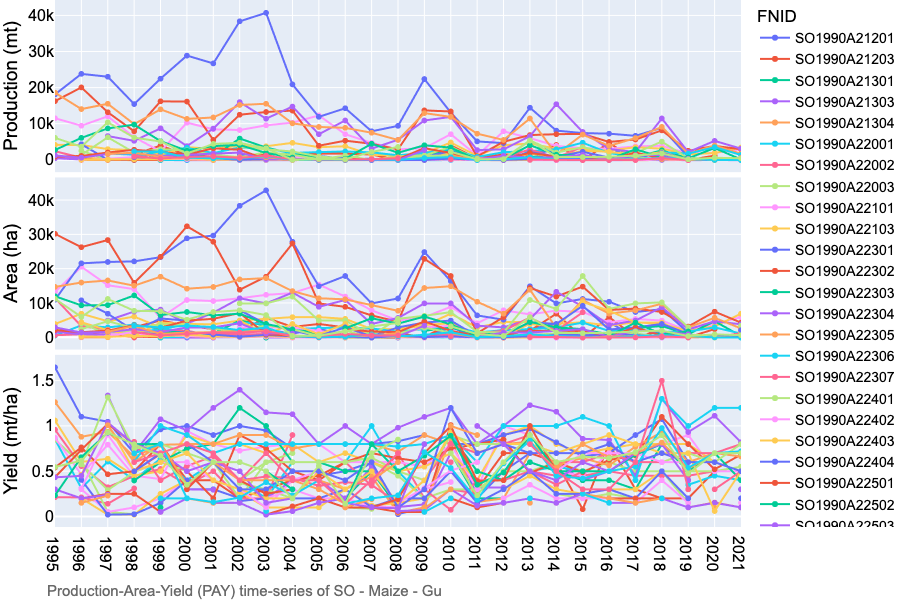 FNID
SO1990A21201
SO1990A21203
SO1990A21301
SO1990A21303
SO1990A21304
SO1990A22001
SO1990A22002
SO1990A22003
SO1990A22101
SO1990A22103
SO1990A22301
SO1990A22302
SO1990A22303
SO1990A22304
SO1990A22305
SO1990A22306
SO1990A22307
SO1990A22401
SO1990A22402
SO1990A22403
SO1990A22404
SO1990A22501
SO1990A22502
SO1990A22503
Production (mt)
40k
30k
20k
10k
0
Area (ha)
40k
30k
20k
10k
0
Yield (mt/ha)
1.5
1
0.5
0
1995 1996 1997 1998 1999 2000 2001 2002 2003 2004 2005 2006 2007 2008 2009 2010 2011 2012 2013 2014 2015 2016 2017 2018 2019 2020 2021
Production-Area-Yield (PAY) time-series of SO - Maize - Gu